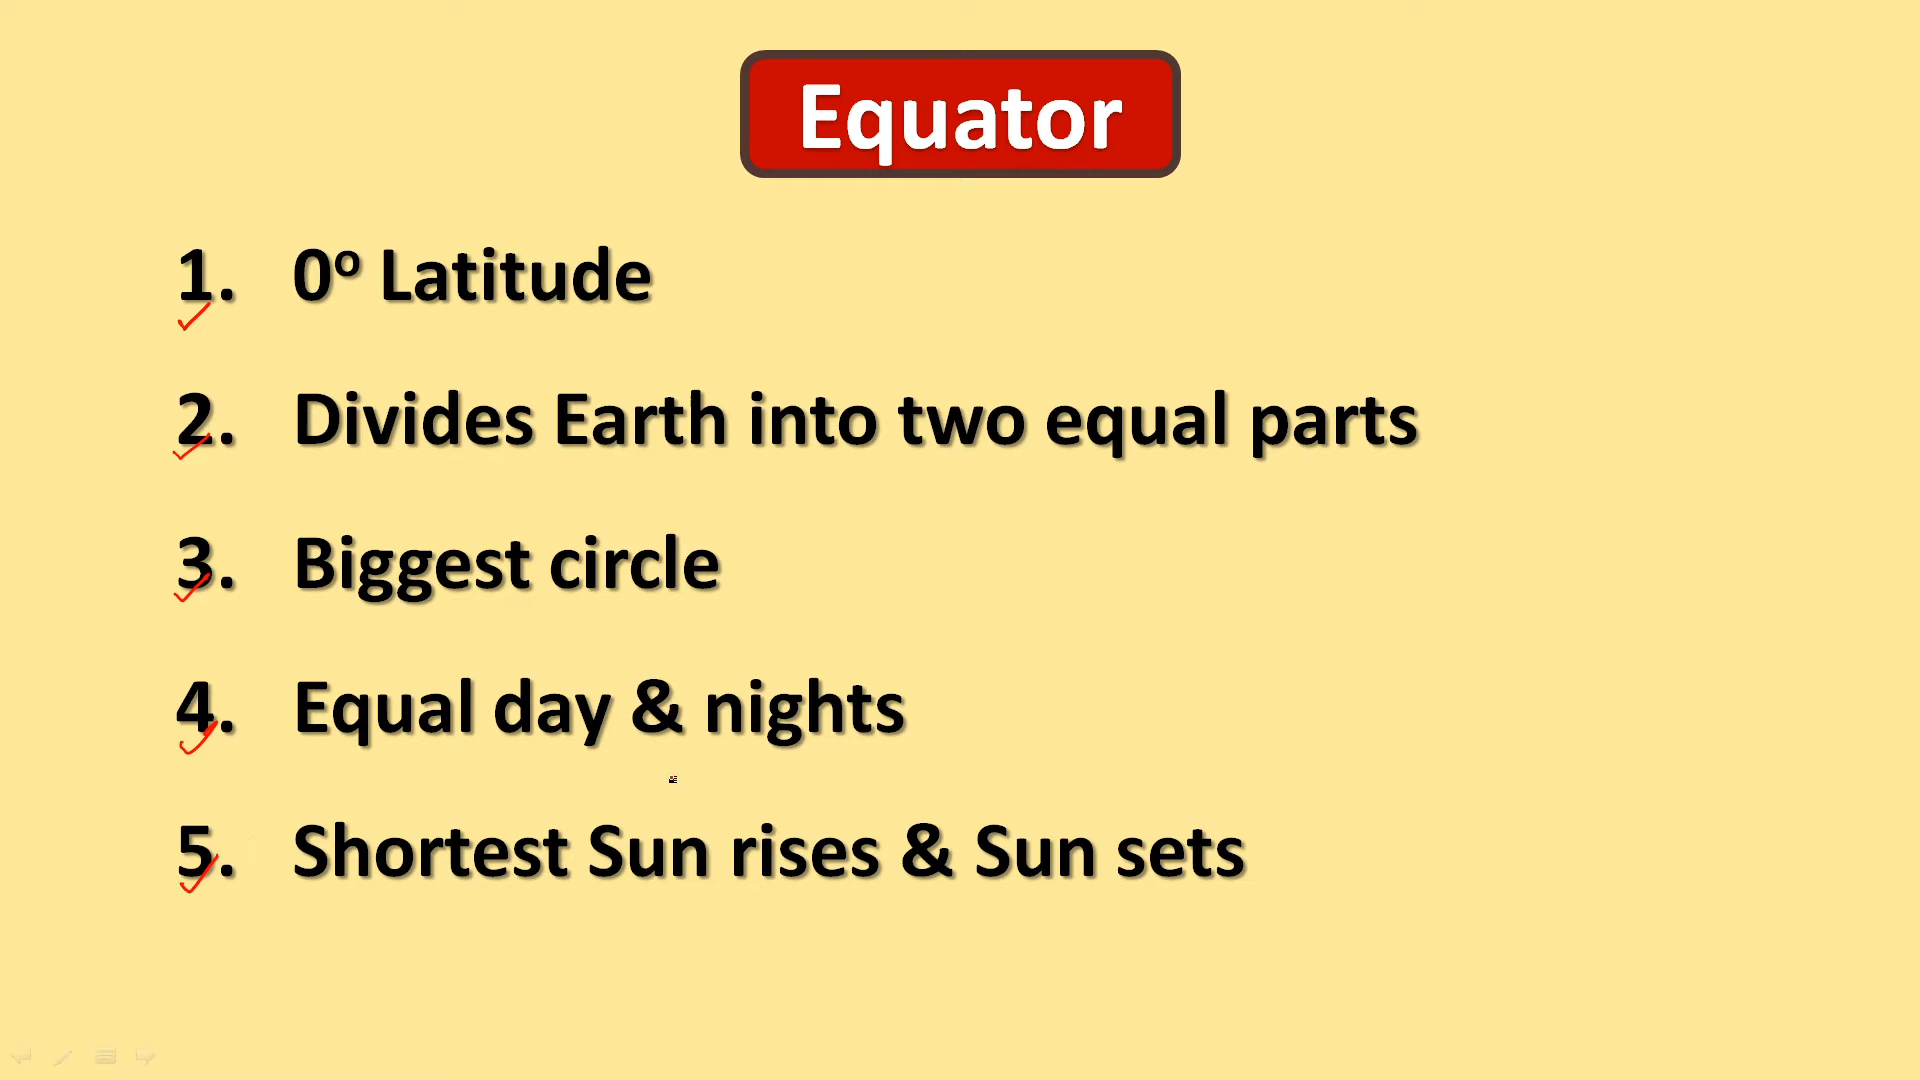 Equator
1. 0º Latitude
2. Divides Earth into two equal parts
3. Biggest circle
4. Equal day & nights
5. Shortest Sun rises & Sun sets